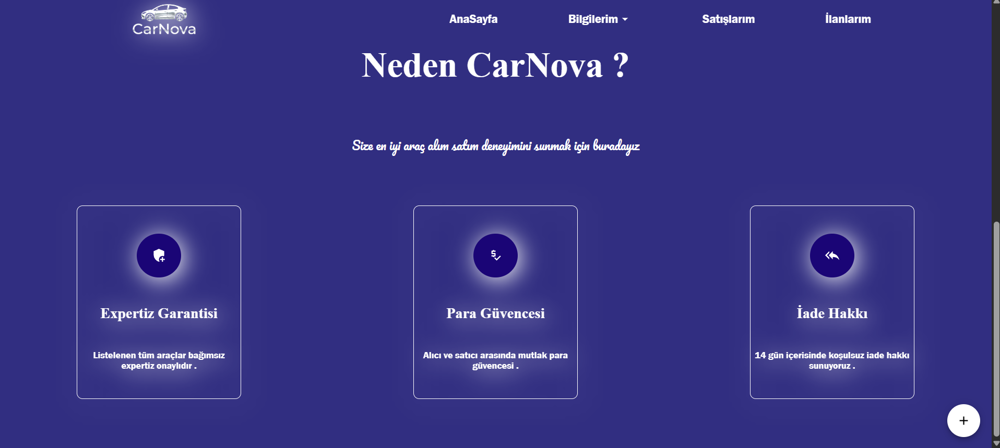 CarNova
AnaSayfa
Bilgilerim
Satışlarım
İlanlarım
Neden CarNova ?
Size en iyi araç alım satım deneyimini sunmak için buradayız
Expertiz Garantisi
Listelenen tüm araçlar bağımsız
expertiz onaylıdır .
Para Güvencesi
Alıcı ve satıcı arasında mutlak para
güvencesi .
İade Hakkı
14 gün içerisinde koşulsuz iade hakkı
sunuyoruz .